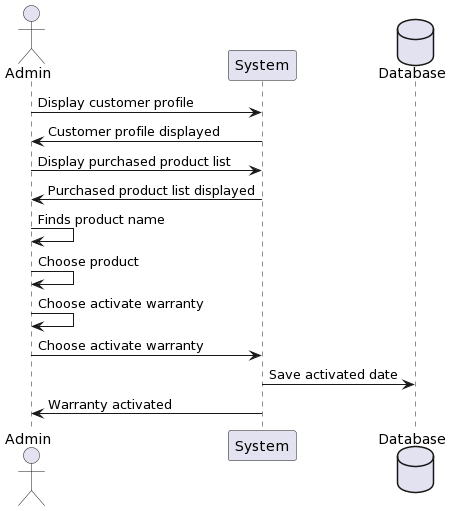 Admin
System
Database
Display customer profile
Customer profile displayed
Display purchased product list
Purchased product list displayed
Finds product name
Choose product
Choose activate warranty
Choose activate warranty
Save activated date
Warranty activated
Admin
System
Database